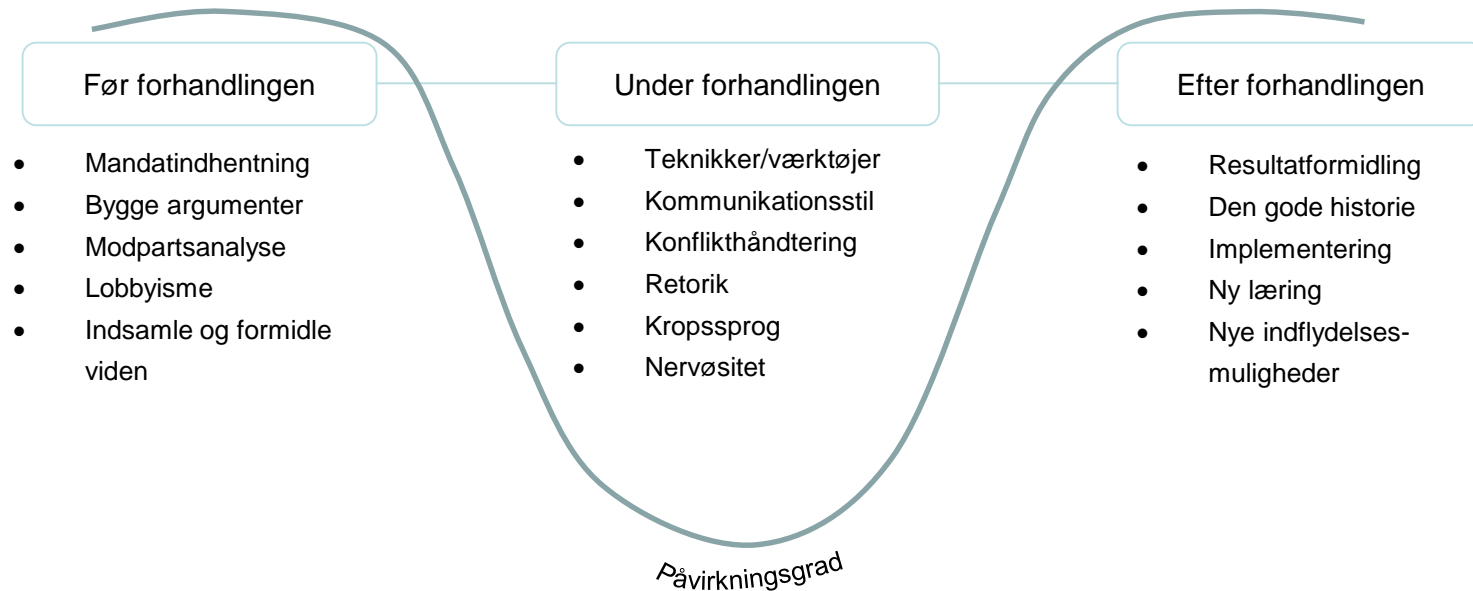 Før forhandlingen
• Mandatindhentning
• Bygge argumenter
• Modpartsanalyse
• Lobbyisme
• Indsamle og formidle
viden
Under forhandlingen
• Teknikker/værktøjer
• Kommunikationsstil
• Konflikthåndtering
• Retorik
• Kropssprog
• Nervøsitet
Efter forhandlingen
• Resultatformidling
• Den gode historie
• Implementering
• Ny læring
• Nye indflydelses-
muligheder
Påvirkningsgrad